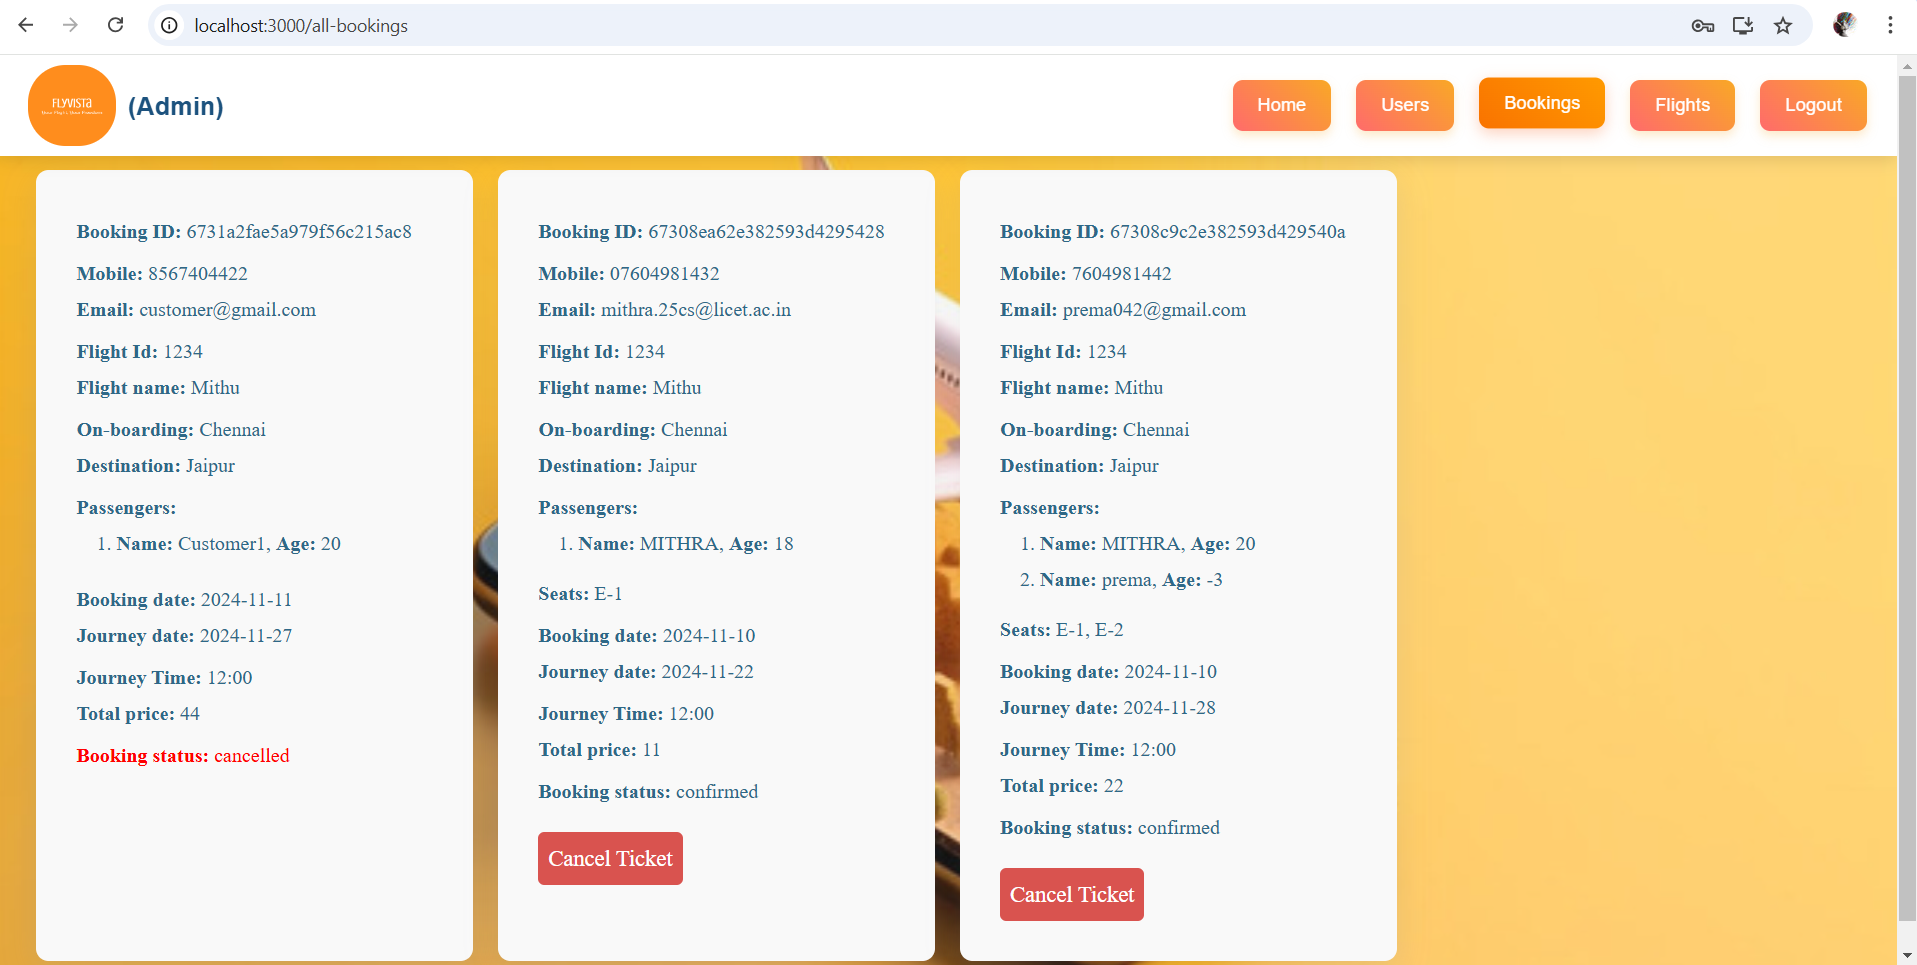 localhost:3000/all-bookings
FLYVISTA
(Admin)
Home
Users
Bookings
Flights
Logout
Booking ID: 6731a2fae5a979f56c215ac8
Mobile: 8567404422
Email: customer@gmail.com
Flight Id: 1234
Flight name: Mithu
On-boarding: Chennai
Destination: Jaipur
Passengers:
1. Name: Customer1, Age: 20
Booking date: 2024-11-11
Journey date: 2024-11-27
Journey Time: 12:00
Total price: 44
Booking status: cancelled
Booking ID: 67308ea62e382593d4295428
Mobile: 07604981432
Email: mithra.25cs@licet.ac.in
Flight Id: 1234
Flight name: Mithu
On-boarding: Chennai
Destination: Jaipur
Passengers:
1. Name: MITHRA, Age: 18
Seats: E-1
Booking date: 2024-11-10
Journey date: 2024-11-22
Journey Time: 12:00
Total price: 11
Booking status: confirmed
Cancel Ticket
Booking ID: 67308c9c2e382593d429540a
Mobile: 7604981442
Email: prema042@gmail.com
Flight Id: 1234
Flight name: Mithu
On-boarding: Chennai
Destination: Jaipur
Passengers:
1. Name: MITHRA, Age: 20
2. Name: prema, Age: -3
Seats: E-1, E-2
Booking date: 2024-11-10
Journey date: 2024-11-28
Journey Time: 12:00
Total price: 22
Booking status: confirmed
Cancel Ticket